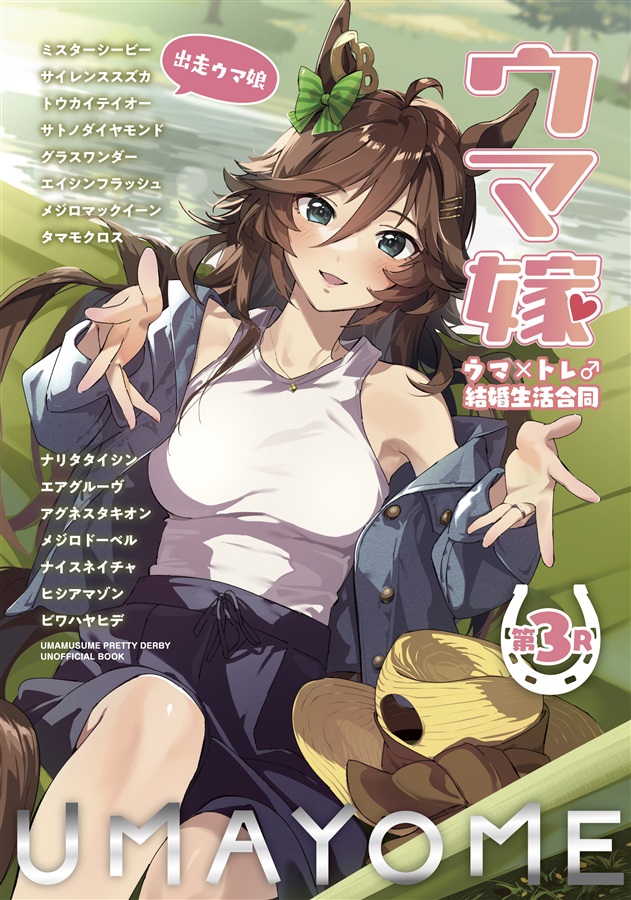 出走ウマ娘
ミスターシービー
サイレンススズカ
トウカイテイオー
サトノダイヤモンド
グラスワンダー
エイシンフラッシュ
メジロマックイーン
タマモクロス
CB
ウマ嫁
ウマ×トレ♂
結婚生活合同
ナリタタイシン
エアグルーヴ
アグネスタキオン
メジロドーベル
ナイスネイチャ
ヒシアマゾン
ビワハヤヒデ
UMAMUSUME PRETTY DERBY
UNOFFICIAL BOOK
第3R
UMAYOME